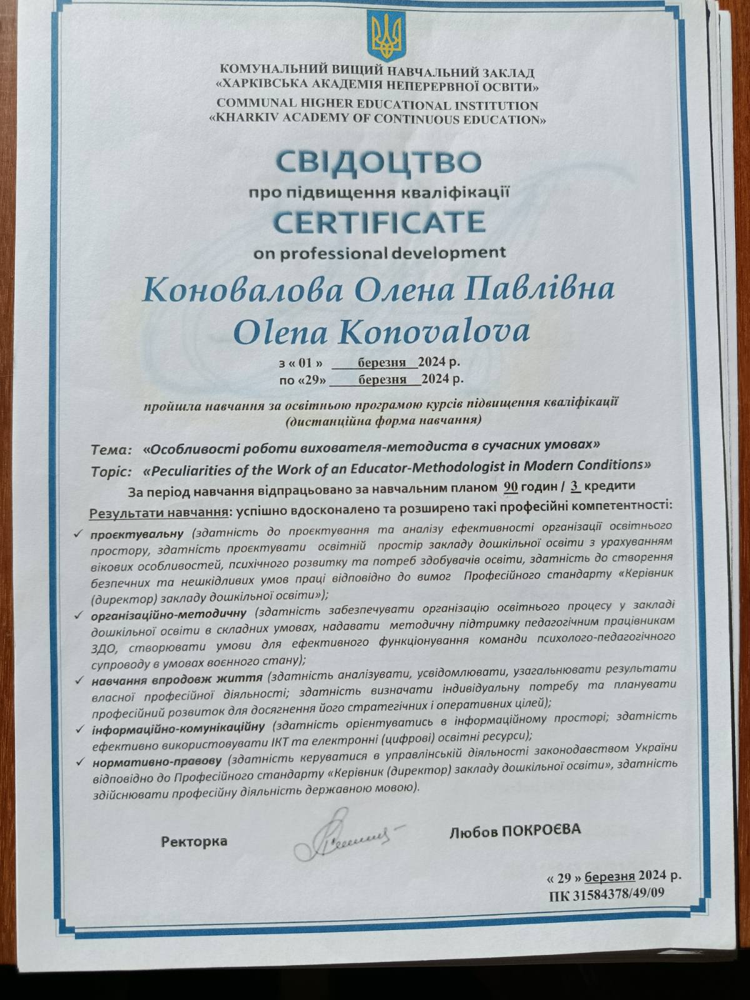 КОМУНАЛЬНИЙ ВИЩИЙ НАВЧАЛЬНИЙ ЗАКЛАД
«ХАРКІВСЬКА АКАДЕМІЯ НЕПЕРЕРВНОЇ ОСВІТИ»
COMMUNAL HIGHER EDUCATIONAL INSTITUTION
«KHARKIV ACADEMY OF CONTINUOUS EDUCATION»
СВІДОЦТВО
про підвищення кваліфікації
CERTIFICATE
on professional development
Коновалова Олена Павлівна
Olena Konovalova
з « 01 » березня 2024 р.
по «29» березня 2024 р.
пройшла навчання за освітньою програмою курсів підвищення кваліфікації
(дистанційна форма навчання)
Тема: «Особливості роботи вихователя-методиста в сучасних умовах»
Topic: «Peculiarities of the Work of an Educator-Methodologist in Modern Conditions»
За період навчання відпрацьовано за навчальним планом 90 годин / 3 кредити
Результати навчання: успішно вдосконалено та розширено такі професійні компетентності:
✓ проєктувальну (здатність до проєктування та аналізу ефективності організації освітнього
простору, здатність проєктувати освітній простір закладу дошкільної освіти з урахуванням
вікових особливостей, психічного розвитку та потреб здобувачів освіти, здатність до створення
безпечних та нешкідливих умов праці відповідно до вимог Професійного стандарту «Керівник
(директор) закладу дошкільної освіти»);
✓ організаційно-методичну (здатність забезпечувати організацію освітнього процесу у закладі
дошкільної освіти в складних умовах, надавати методичну підтримку педагогічним працівникам
ЗДО, створювати умови для ефективного функціонування команди психолого-педагогічного
супроводу в умовах воєнного стану);
✓ навчання впродовж життя (здатність аналізувати, усвідомлювати, узагальнювати результати
власної професійної діяльності; здатність визначати індивідуальну потребу та планувати
професійний розвиток для досягнення його стратегічних і оперативних цілей);
✓ інформаційно-комунікаційну (здатність орієнтуватись в інформаційному просторі; здатність
ефективно використовувати ІКТ та електронні (цифрові) освітні ресурси);
✓ нормативно-правову (здатність керуватися в управлінській діяльності законодавством України
відповідно до Професійного стандарту «Керівник (директор) закладу дошкільної освіти», здатність
здійснювати професійну діяльність державною мовою).
Ректорка Любов ПОКРОЄВА
« 29 » березня 2024 р.
ПК 31584378/49/09